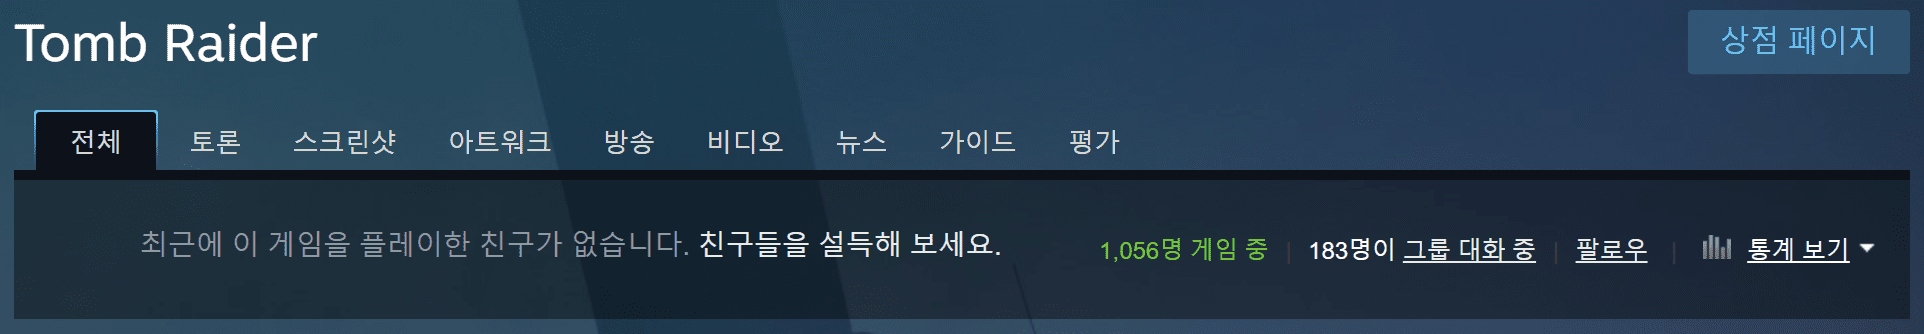 Tomb Raider
상점 페이지
전체 토론 스크린샷 아트워크 방송 비디오 뉴스 가이드 평가
최근에 이 게임을 플레이한 친구가 없습니다. 친구들을 설득해 보세요.
1,056명 게임 중 | 183명이 그룹 대화 중 | 팔로우 | 통계 보기